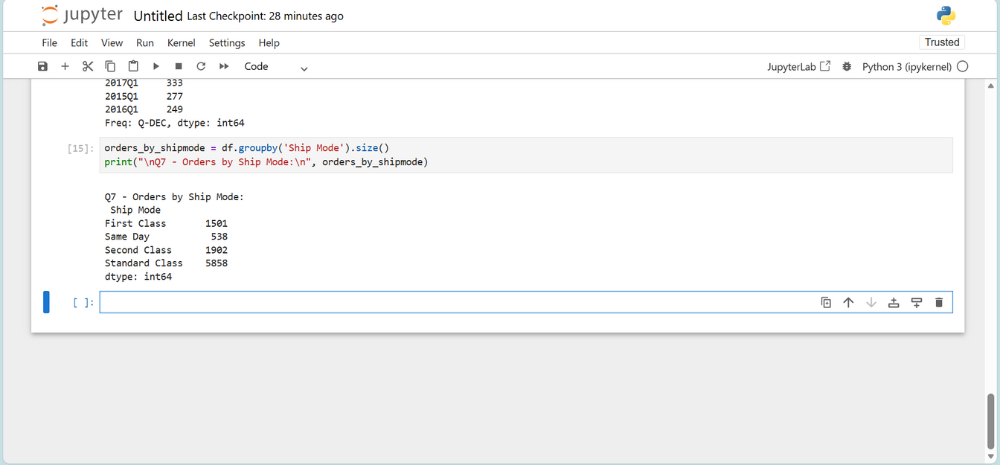 jupyter Untitled Last Checkpoint: 28 minutes ago
File Edit View Run Kernel Settings Help Trusted
Code JupyterLab Python 3 (ipykernel)
2017Q1 333
2015Q1 277
2016Q1 249
Freq: Q-DEC, dtype: int64
[15]: orders_by_shipmode = df.groupby('Ship Mode').size()
print("\nQ7 - Orders by Ship Mode:\n", orders_by_shipmode)
Q7 - Orders by Ship Mode:
Ship Mode
First Class 1501
Same Day 538
Second Class 1902
Standard Class 5858
dtype: int64
[ ]: